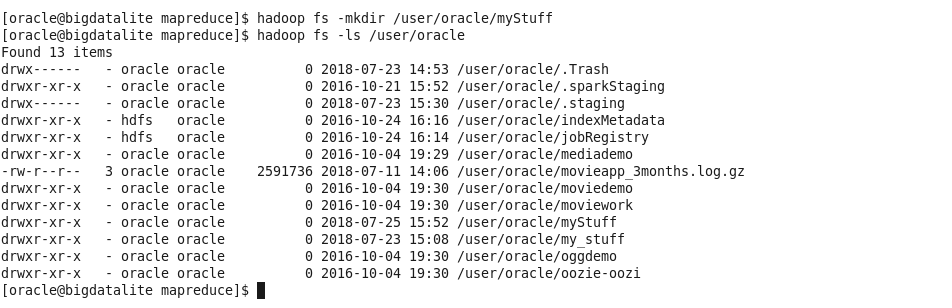 [oracle@bigdatalite mapreduce]$ hadoop fs -mkdir /user/oracle/myStuff
[oracle@bigdatalite mapreduce]$ hadoop fs -ls /user/oracle
Found 13 items
drwx------   - oracle oracle          0 2018-07-23 14:53 /user/oracle/.Trash
drwxr-xr-x   - oracle oracle          0 2016-10-21 15:52 /user/oracle/.sparkStaging
drwx------   - oracle oracle          0 2018-07-23 15:30 /user/oracle/.staging
drwxr-xr-x   - hdfs   oracle          0 2016-10-24 16:16 /user/oracle/indexMetadata
drwxr-xr-x   - hdfs   oracle          0 2016-10-24 16:14 /user/oracle/jobRegistry
drwxr-xr-x   - oracle oracle          0 2016-10-04 19:29 /user/oracle/mediademo
-rw-r--r--   3 oracle oracle    2591736 2018-07-11 14:06 /user/oracle/movieapp_3months.log.gz
drwxr-xr-x   - oracle oracle          0 2016-10-04 19:30 /user/oracle/moviedemo
drwxr-xr-x   - oracle oracle          0 2016-10-04 19:30 /user/oracle/moviework
drwxr-xr-x   - oracle oracle          0 2018-07-25 15:52 /user/oracle/myStuff
drwxr-xr-x   - oracle oracle          0 2018-07-23 15:08 /user/oracle/my_stuff
drwxr-xr-x   - oracle oracle          0 2016-10-04 19:30 /user/oracle/oggdemo
drwxr-xr-x   - oracle oracle          0 2016-10-04 19:30 /user/oracle/oozie-oozi
[oracle@bigdatalite mapreduce]$